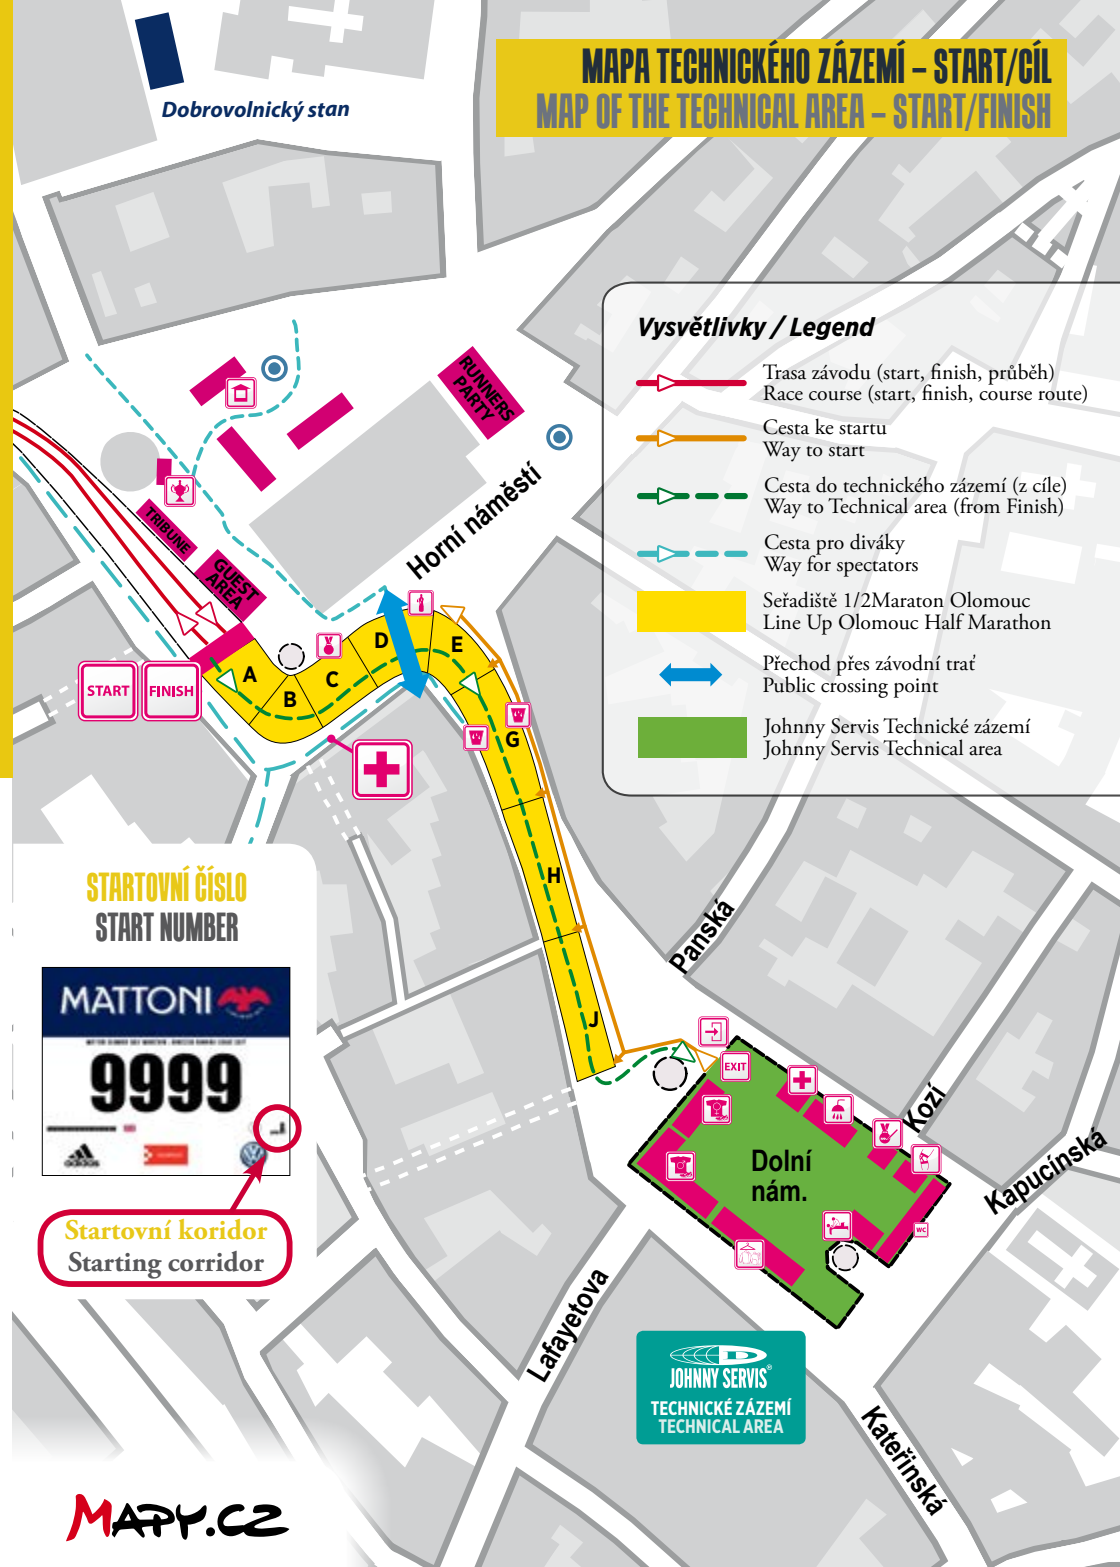 MAPA TECHNICKÉHO ZÁZEMÍ – START/CÍL
MAP OF THE TECHNICAL AREA – START/FINISH
Dobrovolnický stan
Vysvětlivky / Legend
Trasa závodu (start, finish, průběh)
Race course (start, finish, course route)
Cesta ke startu
Way to start
Cesta do technického zázemí (z cíle)
Way to Technical area (from Finish)
Cesta pro diváky
Way for spectators
Seřadiště 1/2Maraton Olomouc
Line Up Olomouc Half Marathon
Přechod přes závodní trať
Public crossing point
Johnny Servis Technické zázemí
Johnny Servis Technical area
RUNNERS
PARTY
Horní náměstí
TRIBUNE
GUEST
AREA
START
FINISH
A
B
C
D
E
G
H
J
Panská
EXIT
Kozí
Kapucínská
Dolní
nám.
WC
Lafayetova
Kateřinská
STARTOVNÍ ČÍSLO
START NUMBER
MATTONI
9999
adidas
Startovní koridor
Starting corridor
JOHNNY SERVIS®
TECHNICKÉ ZÁZEMÍ
TECHNICAL AREA
MAPY.CZ